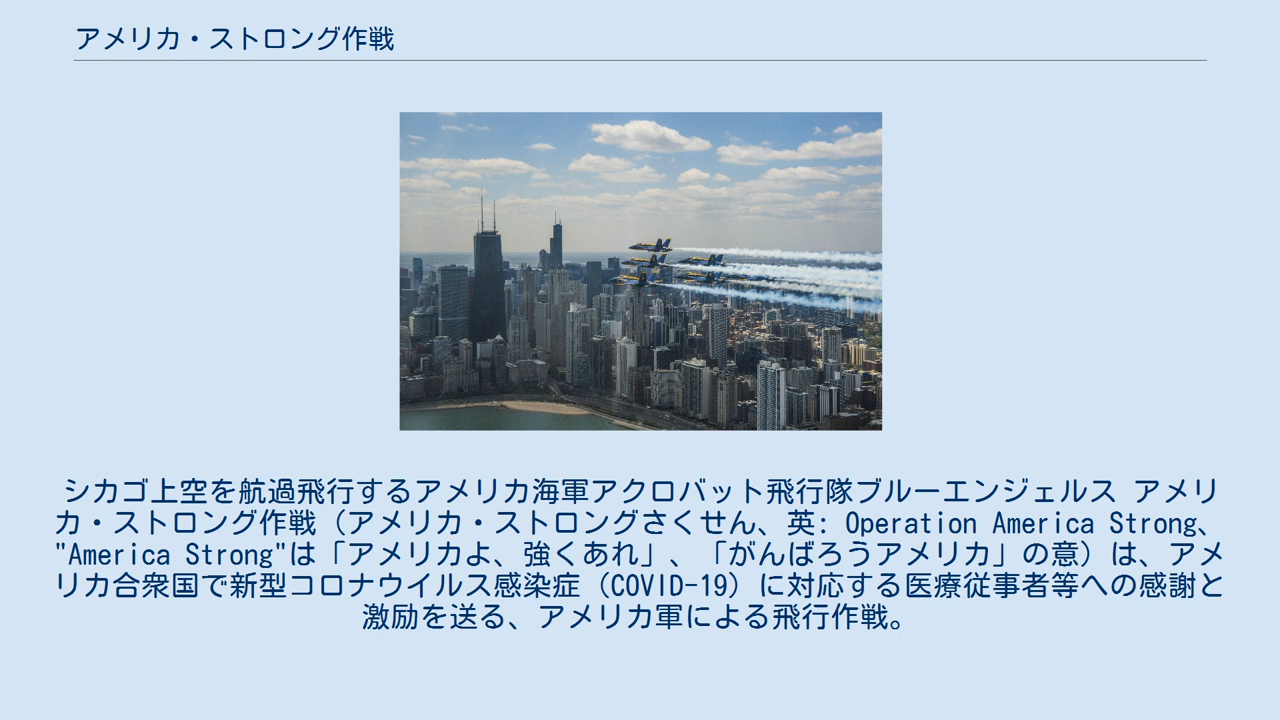 アメリカ・ストロング作戦
シカゴ上空を航過飛行するアメリカ海軍アクロバット飛行隊ブルーエンジェルス アメリ
カ・ストロング作戦（アメリカ・ストロングさくせん、英: Operation America Strong、
"America Strong"は「アメリカよ、強くあれ」、「がんばろうアメリカ」の意）は、アメ
リカ合衆国で新型コロナウイルス感染症（COVID-19）に対応する医療従事者等への感謝と
激励を送る、アメリカ軍による飛行作戦。